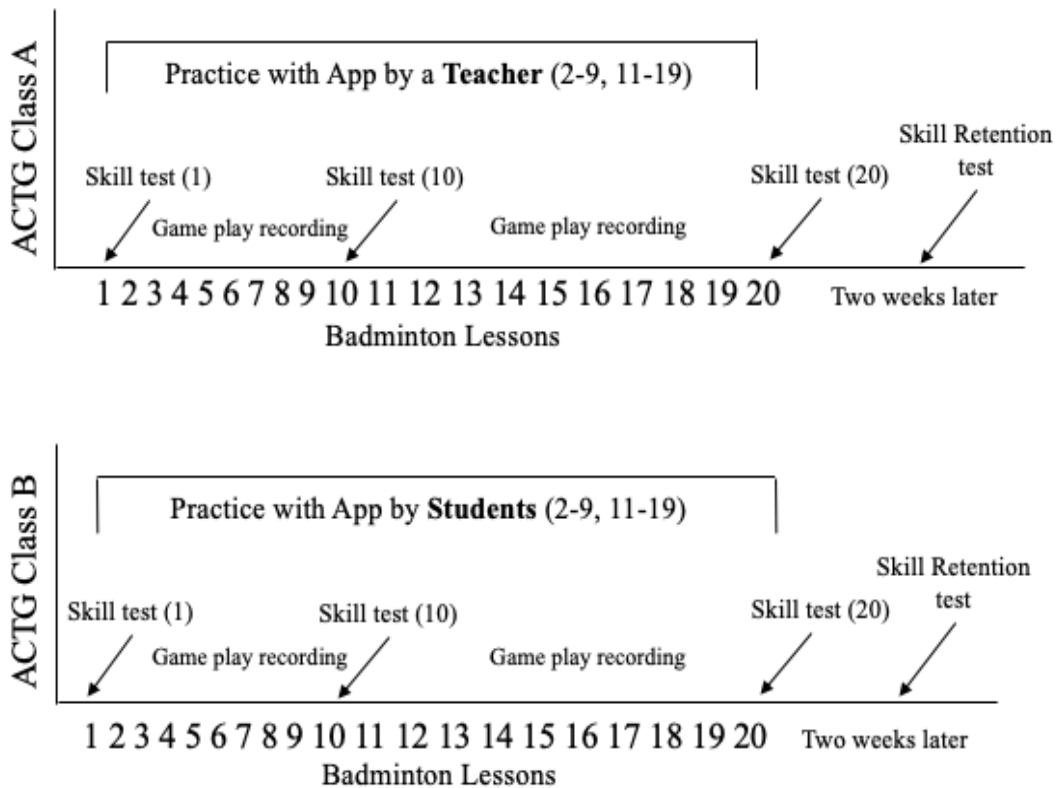 ACTG Class A
Practice with App by a Teacher (2-9, 11-19)
Skill Retention
test
Skill test (1)
Skill test (10)
Skill test (20)
Game play recording
Game play recording
1 2 3 4 5 6 7 8 9 10 11 12 13 14 15 16 17 18 19 20
Two weeks later
Badminton Lessons
ACTG Class B
Practice with App by Students (2-9, 11-19)
Skill Retention
test
Skill test (1)
Skill test (10)
Skill test (20)
Game play recording
Game play recording
1 2 3 4 5 6 7 8 9 10 11 12 13 14 15 16 17 18 19 20
Two weeks later
Badminton Lessons